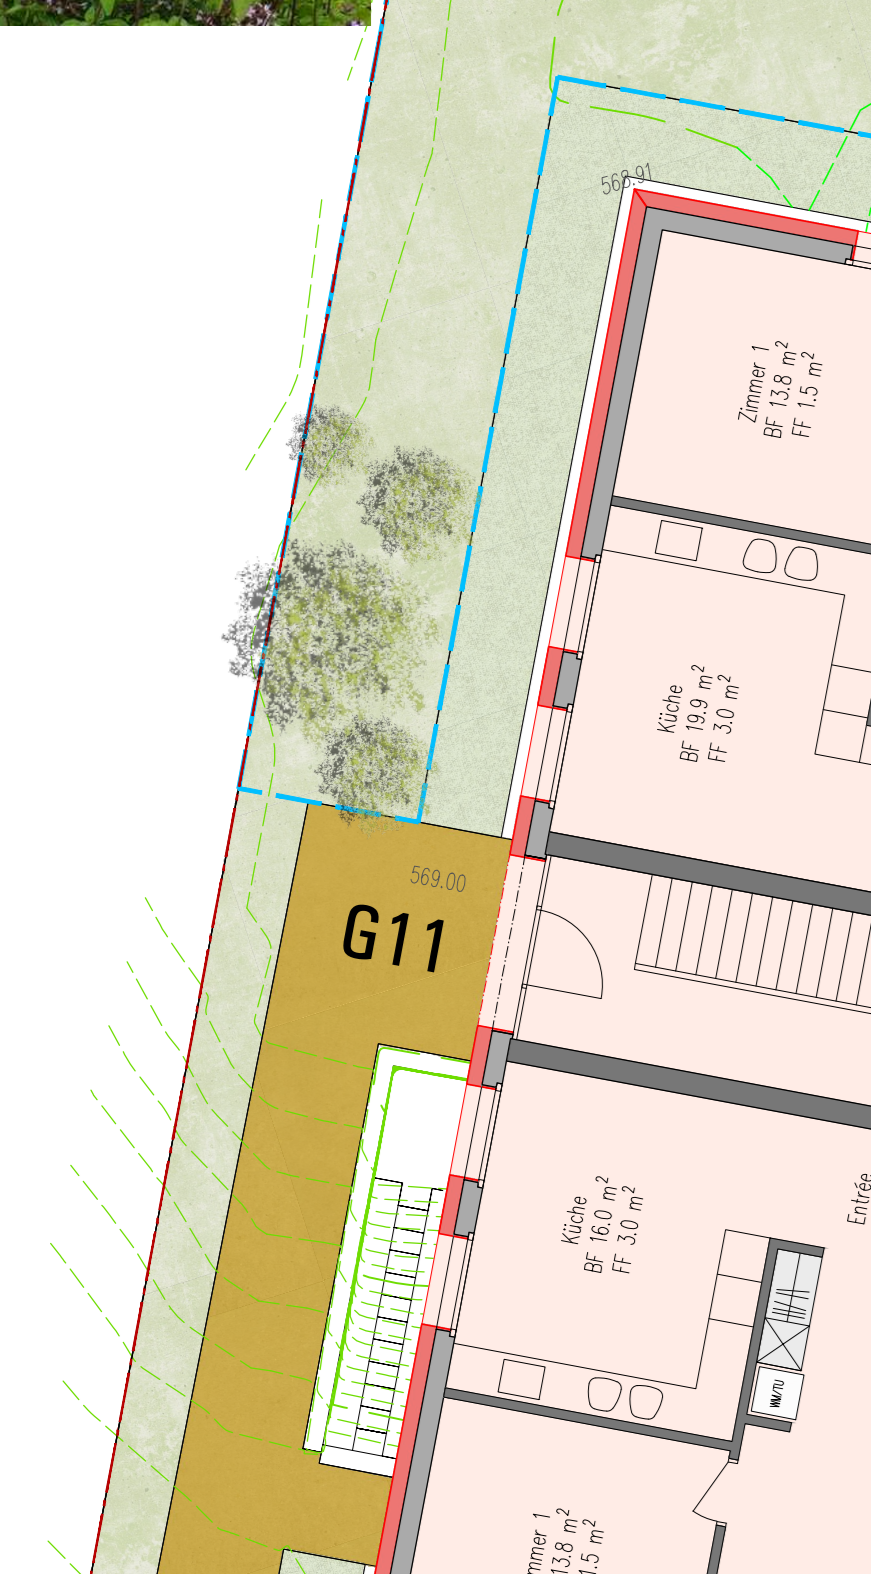 568.91
Zimmer 1
BF 13.8 m²
FF 1.5 m²
Küche
BF 19.9 m²
FF 3.0 m²
569.00
G11
Küche
BF 16.0 m²
FF 3.0 m²
Entrée
WM/TU
mmer 1
13.8 m²
1.5 m²